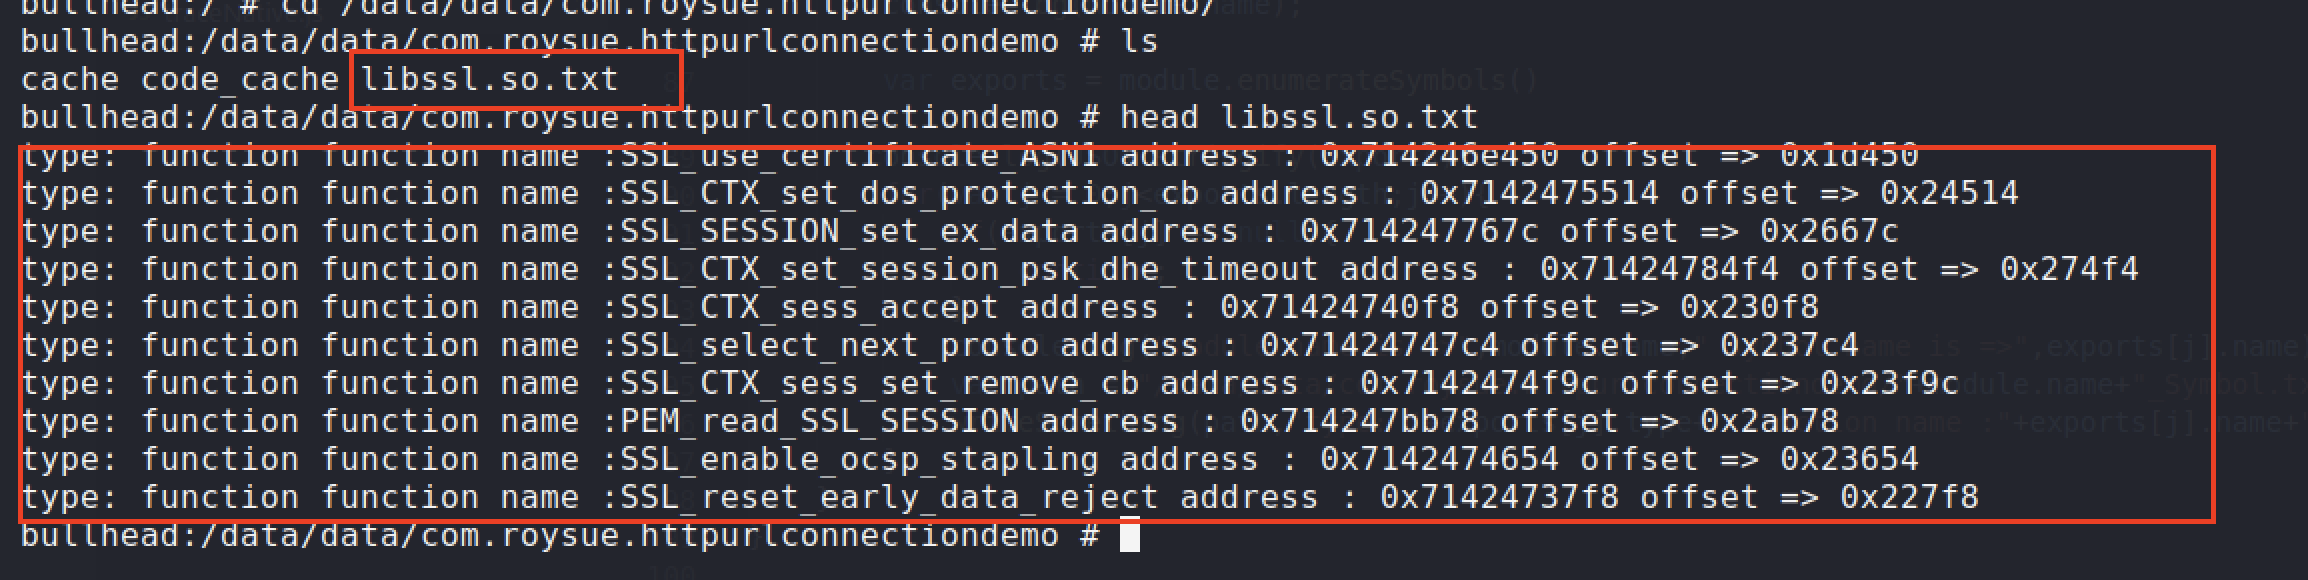 bullhead:/ # cd /data/data/com.roysue.httpurlconnectiondemo/
bullhead:/data/data/com.roysue.httpurlconnectiondemo # ls
cache code_cache libssl.so.txt
var exports = module.enumerateSymbols()
bullhead:/data/data/com.roysue.httpurlconnectiondemo # head libssl.so.txt
type: function function name :SSL_use_certificate_ASN1 address : 0x714246e450 offset => 0x1d450
type: function function name :SSL_CTX_set_dos_protection_cb address : 0x7142475514 offset => 0x24514
type: function function name :SSL_SESSION_set_ex_data address : 0x714247767c offset => 0x2667c
type: function function name :SSL_CTX_set_session_psk_dhe_timeout address : 0x71424784f4 offset => 0x274f4
type: function function name :SSL_CTX_sess_accept address : 0x71424740f8 offset => 0x230f8
type: function function name :SSL_select_next_proto address : 0x71424747c4 offset => 0x237c4
type: function function name :SSL_CTX_sess_set_remove_cb address : 0x7142474f9c offset => 0x23f9c
type: function function name :PEM_read_SSL_SESSION address : 0x714247bb78 offset => 0x2ab78
type: function function name :SSL_enable_ocsp_stapling address : 0x7142474654 offset => 0x23654
type: function function name :SSL_reset_early_data_reject address : 0x71424737f8 offset => 0x227f8
bullhead:/data/data/com.roysue.httpurlconnectiondemo #